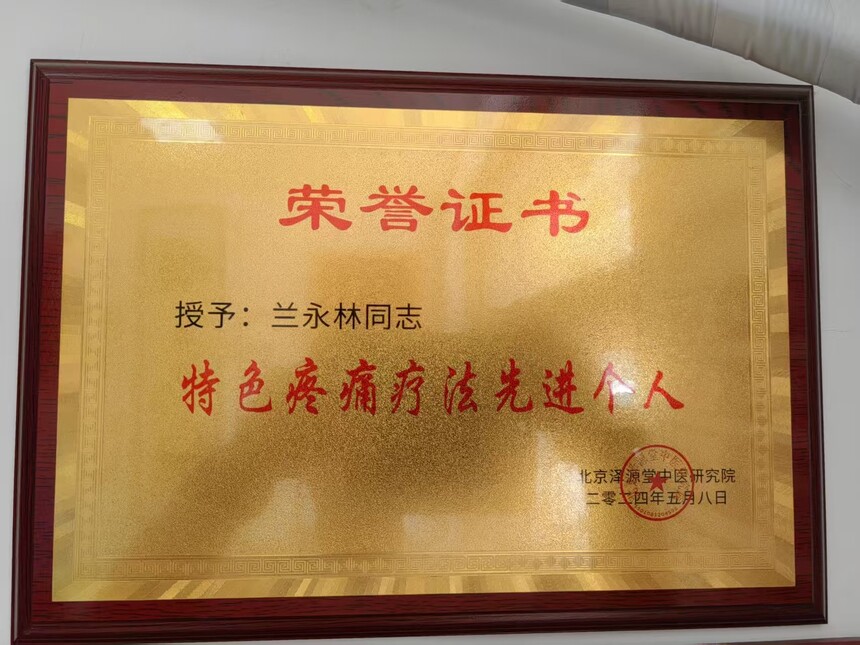 荣誉证书
授予：兰永林同志
特色疼痛疗法先进个人
北京泽源堂中医研究院
二零二四年五月八日